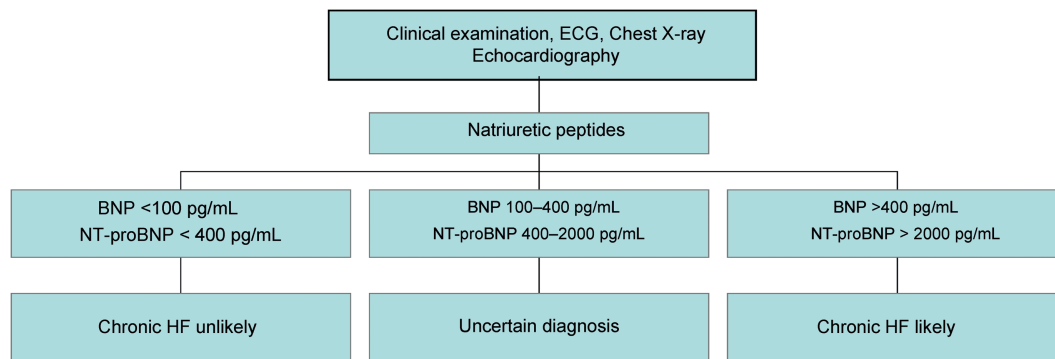 Clinical examination, ECG, Chest X-ray
Echocardiography
Natriuretic peptides
BNP <100 pg/mL
NT-proBNP < 400 pg/mL
BNP 100–400 pg/mL
NT-proBNP 400–2000 pg/mL
BNP >400 pg/mL
NT-proBNP > 2000 pg/mL
Chronic HF unlikely
Uncertain diagnosis
Chronic HF likely